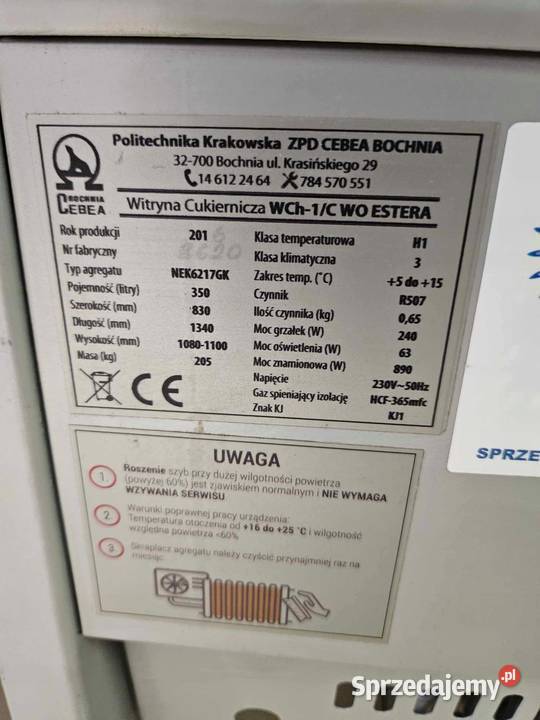 Politechnika Krakowska ZPD CEBEA BOCHNIA
32-700 Bochnia ul. Krasińskiego 29
14 612 24 64 784 570 551
BOCHNIA
CEBEA
Witryna Cukiernicza WCh-1/C WO ESTERA
Rok produkcji 201
Nr fabryczny
Typ agregatu NEK6217GK
Pojemność (litry) 350
Szerokość (mm) 830
Długość (mm) 1340
Wysokość (mm) 1080-1100
Masa (kg) 205
Klasa temperaturowa H1
Klasa klimatyczna 3
Zakres temp. (°C) +5 do +15
Czynnik R507
Ilość czynnika (kg) 0,65
Moc grzałek (W) 240
Moc oświetlenia (W) 63
Moc znamionowa (W) 890
Napięcie 230V~50Hz
Gaz spieniający izolację HCF-365mfc
Znak KJ KJ1
CE
UWAGA
1. Roszenie szyb przy dużej wilgotności powietrza
(powyżej 60%) jest zjawiskiem normalnym i NIE WYMAGA
WZYWANIA SERWISU
2. Warunki poprawnej pracy urządzenia:
Temperatura otoczenia od +16 do +25 °C i wilgotność
względna powietrza <60%
3. Skraplacz agregatu należy czyścić przynajmniej raz na
miesiąc.
SPRZE
Sprzedajemy.pl